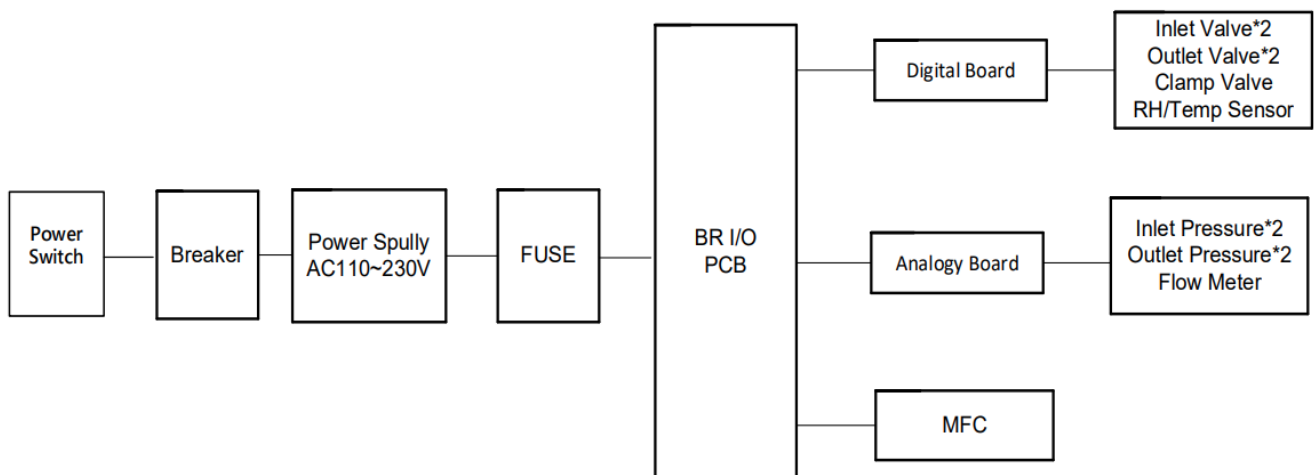 Power
Switch
Breaker
Power Spully
AC110~230V
FUSE
BR I/O
PCB
Digital Board
Inlet Valve*2
Outlet Valve*2
Clamp Valve
RH/Temp Sensor
Analogy Board
Inlet Pressure*2
Outlet Pressure*2
Flow Meter
MFC